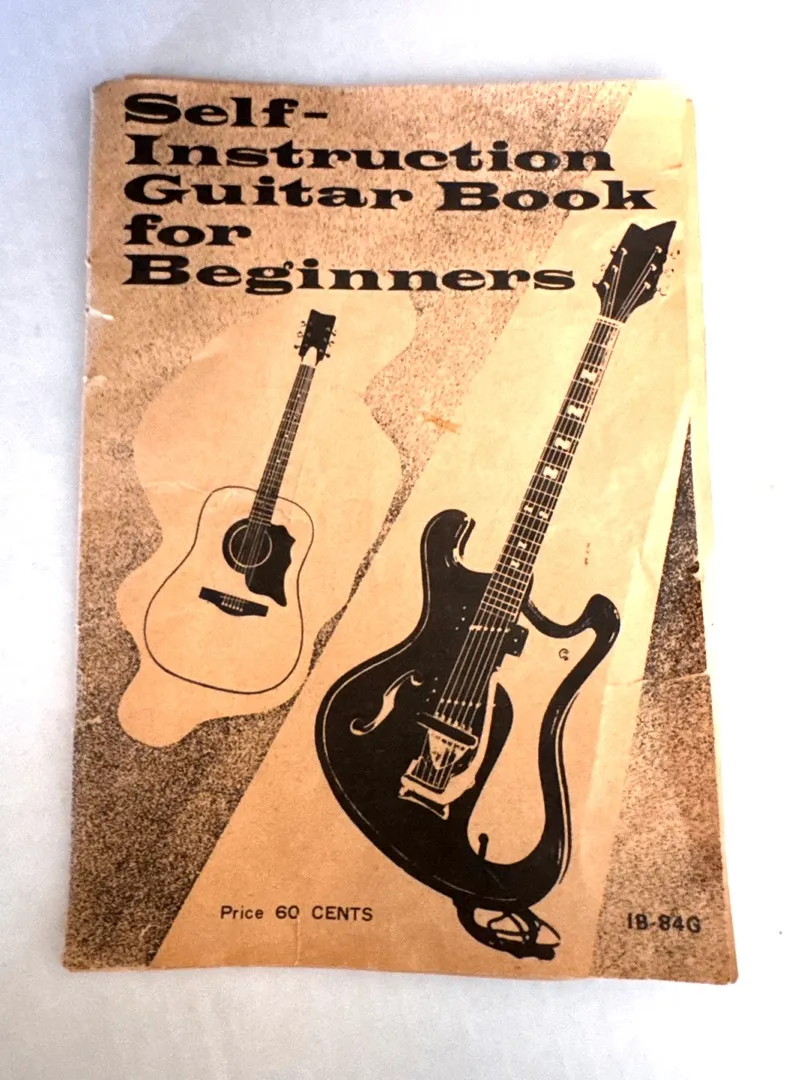 Self-
Instruction
Guitar Book
for
Beginners
Price 60 CENTS
IB-84G